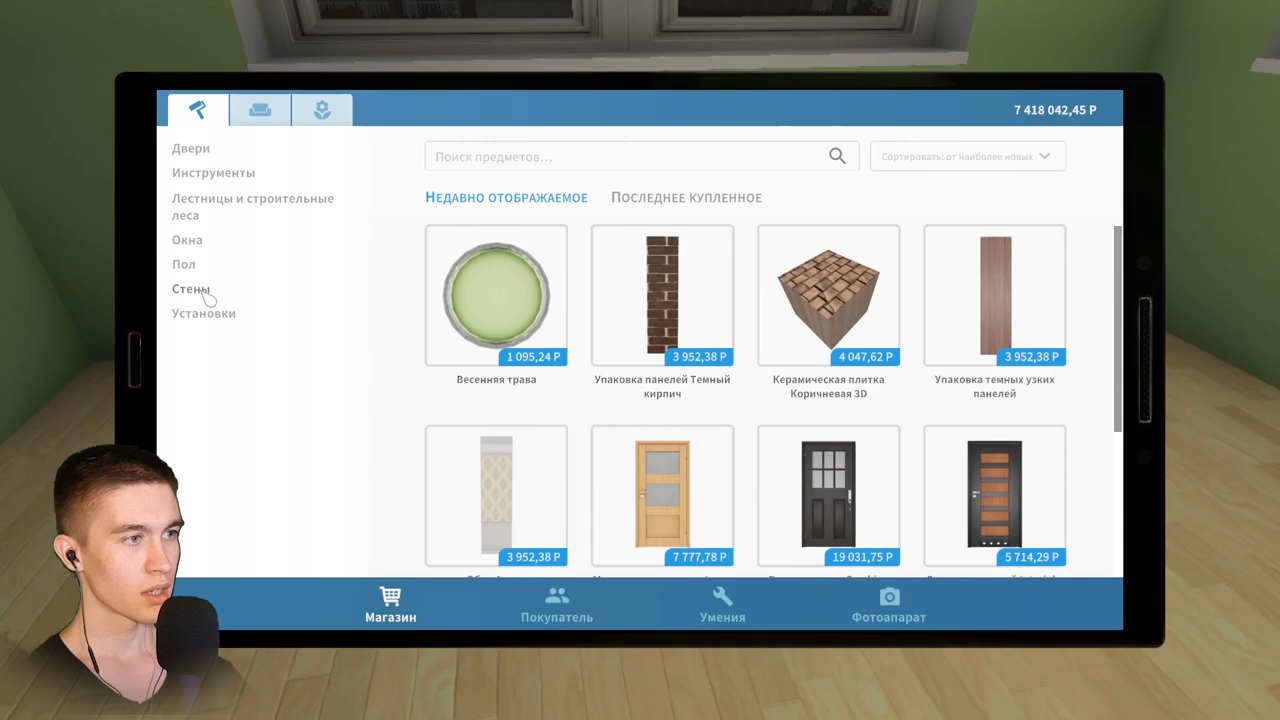 7 418 042,45 Р
Двери
Инструменты
Лестницы и строительные
леса
Окна
Пол
Стены
Установки
Поиск предметов...
Сортировать: от наиболее новых
Недавно отображаемое
Последнее купленное
1 095,24 Р
Весенняя трава
3 952,38 Р
Упаковка панелей Темный
кирпич
4 047,62 Р
Керамическая плитка
Коричневая 3D
3 952,38 Р
Упаковка темных узких
панелей
3 952,38 Р
7 777,78 Р
19 031,75 Р
5 714,29 Р
Магазин
Покупатель
Умения
Фотоаппарат